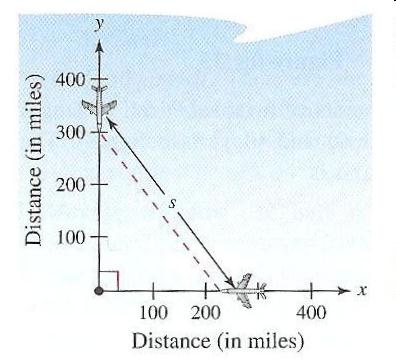 y
400
300
200
100
Distance (in miles)
s
x
100 200 400
Distance (in miles)